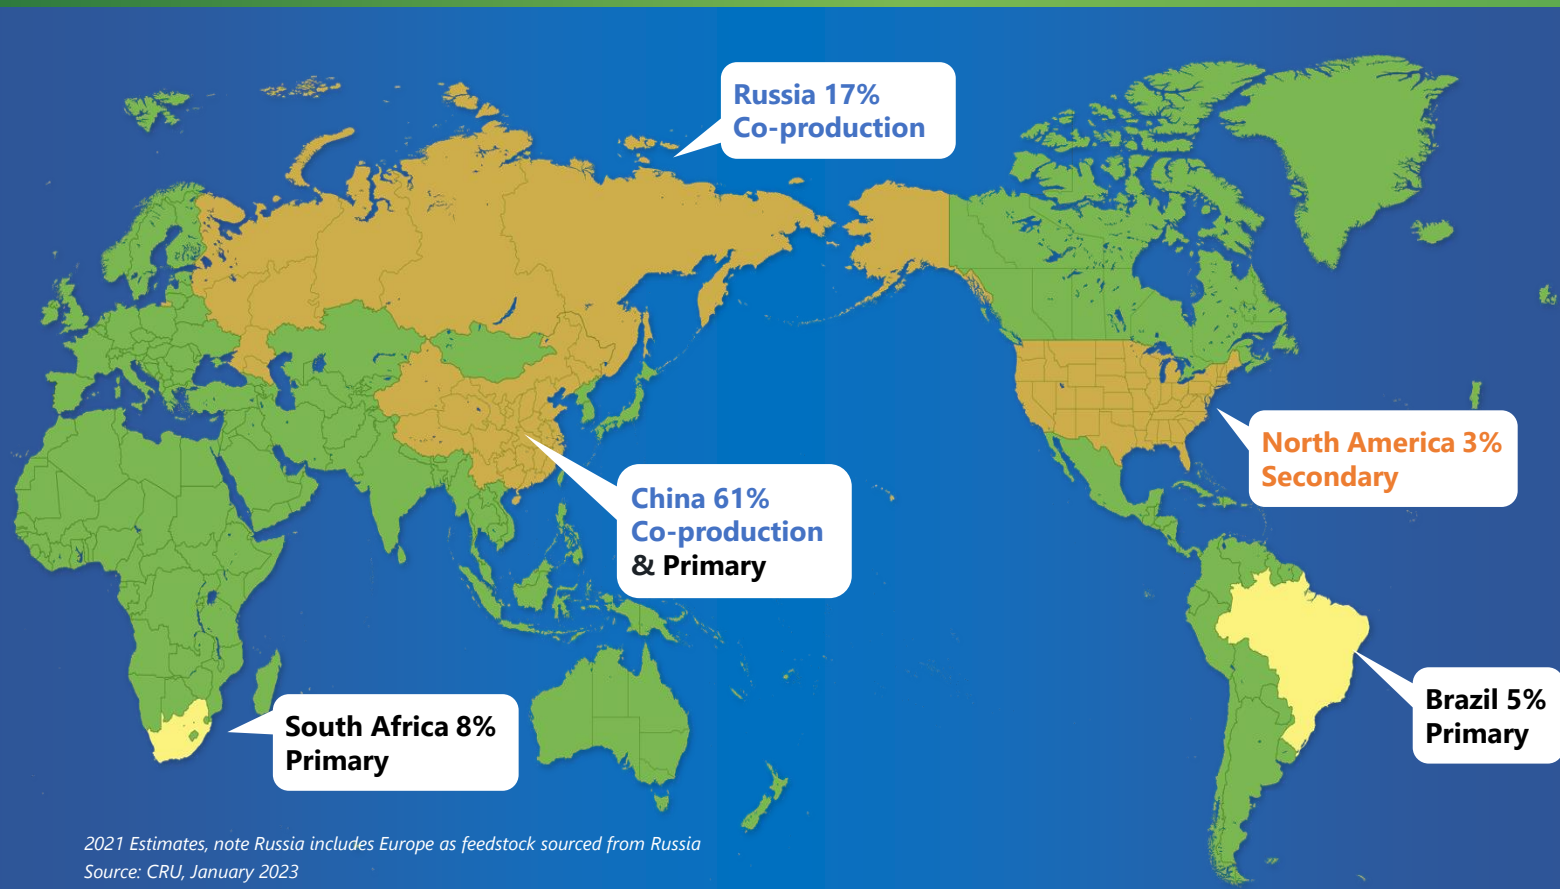 Russia 17%
Co-production
North America 3%
Secondary
China 61%
Co-production
& Primary
South Africa 8%
Primary
Brazil 5%
Primary
2021 Estimates, note Russia includes Europe as feedstock sourced from Russia
Source: CRU, January 2023